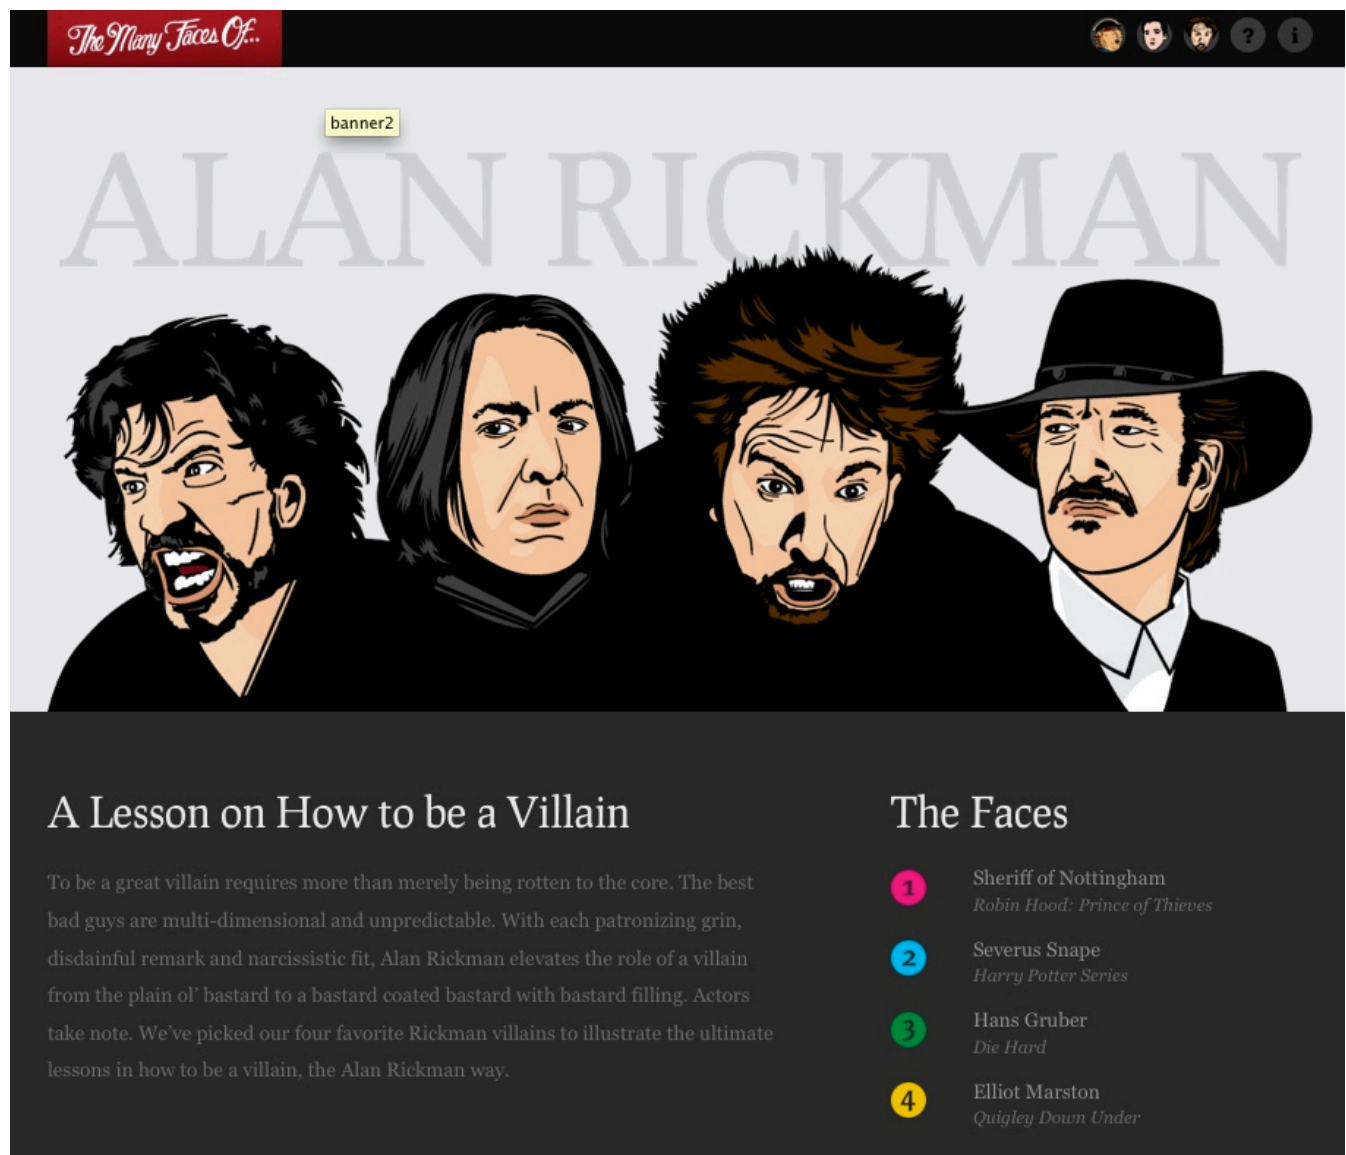 The Many Faces Of...
? i
banner2
ALAN RICKMAN
A Lesson on How to be a Villain
To be a great villain requires more than merely being rotten to the core. The best
bad guys are multi-dimensional and unpredictable. With each patronizing grin,
disdainful remark and narcissistic fit, Alan Rickman elevates the role of a villain
from the plain ol’ bastard to a bastard coated bastard with bastard filling. Actors
take note. We’ve picked our four favorite Rickman villains to illustrate the ultimate
lessons in how to be a villain, the Alan Rickman way.
The Faces
1 Sheriff of Nottingham
Robin Hood: Prince of Thieves
2 Severus Snape
Harry Potter Series
3 Hans Gruber
Die Hard
4 Elliot Marston
Quigley Down Under